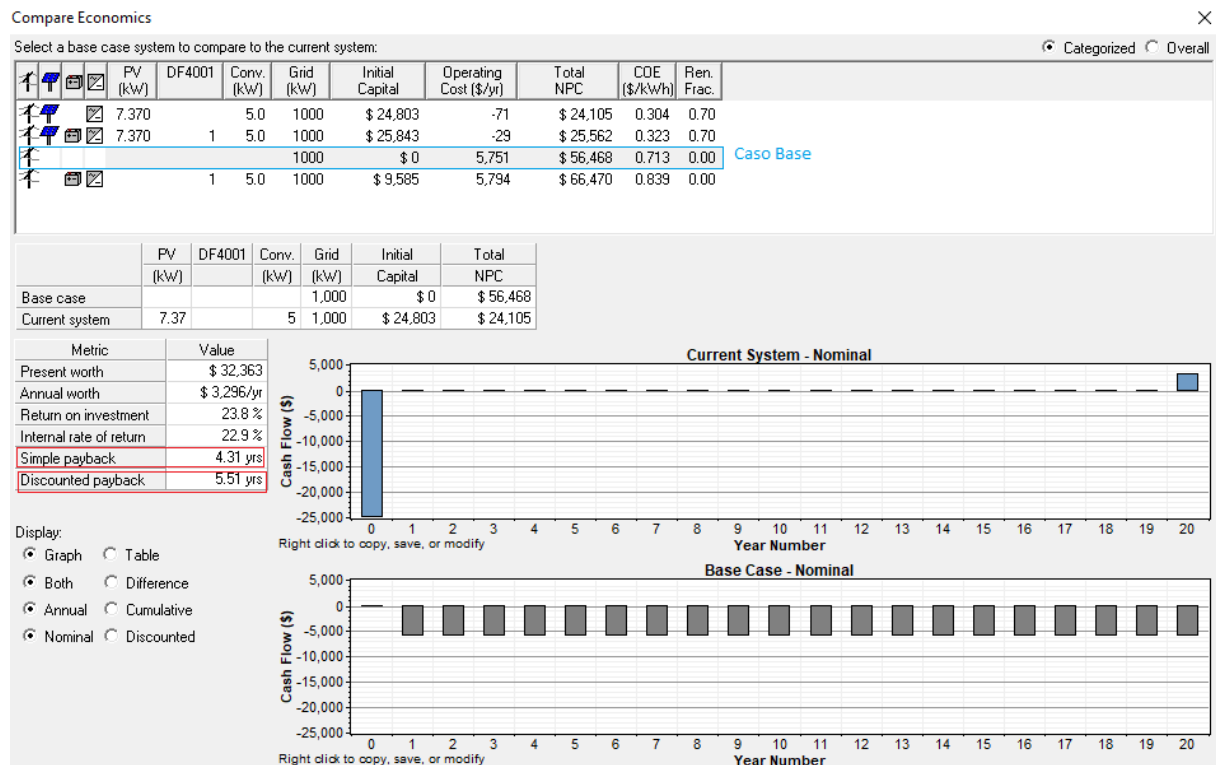 Compare Economics
Select a base case system to compare to the current system:
Categorized Overall
PV (kW) DF4001 Conv. (kW) Grid (kW) Initial Capital Operating Cost ($/yr) Total NPC COE ($/kWh) Ren. Frac.
7.370 5.0 1000 $ 24,803 -71 $ 24,105 0.304 0.70
7.370 1 5.0 1000 $ 25,843 -29 $ 25,562 0.323 0.70
1000 $ 0 5,751 $ 56,468 0.713 0.00 Caso Base
1 5.0 1000 $ 9,585 5,794 $ 66,470 0.839 0.00
PV DF4001 Conv. Grid Initial Total
(kW) (kW) (kW) Capital NPC
Base case 1,000 $ 0 $ 56,468
Current system 7.37 5 1,000 $ 24,803 $ 24,105
Metric Value
Present worth $ 32,363
Annual worth $ 3,296/yr
Return on investment 23.8 %
Internal rate of return 22.9 %
Simple payback 4.31 yrs
Discounted payback 5.51 yrs
Display:
Graph Table
Both Difference
Annual Cumulative
Nominal Discounted
Current System - Nominal
Cash Flow ($)
5,000
0
-5,000
-10,000
-15,000
-20,000
-25,000
0 1 2 3 4 5 6 7 8 9 10 11 12 13 14 15 16 17 18 19 20
Right click to copy, save, or modify
Year Number
Base Case - Nominal
Cash Flow ($)
5,000
0
-5,000
-10,000
-15,000
-20,000
-25,000
0 1 2 3 4 5 6 7 8 9 10 11 12 13 14 15 16 17 18 19 20
Right click to copy, save, or modify
Year Number